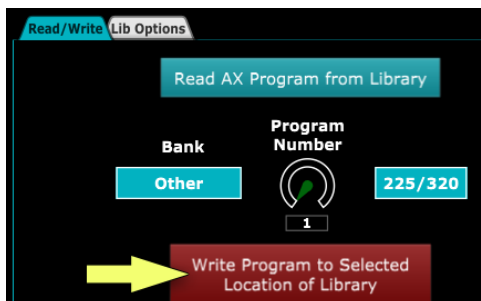 Read/Write Lib Options
Read AX Program from Library
Program
Number
Bank
Other
225/320
1
Write Program to Selected
Location of Library